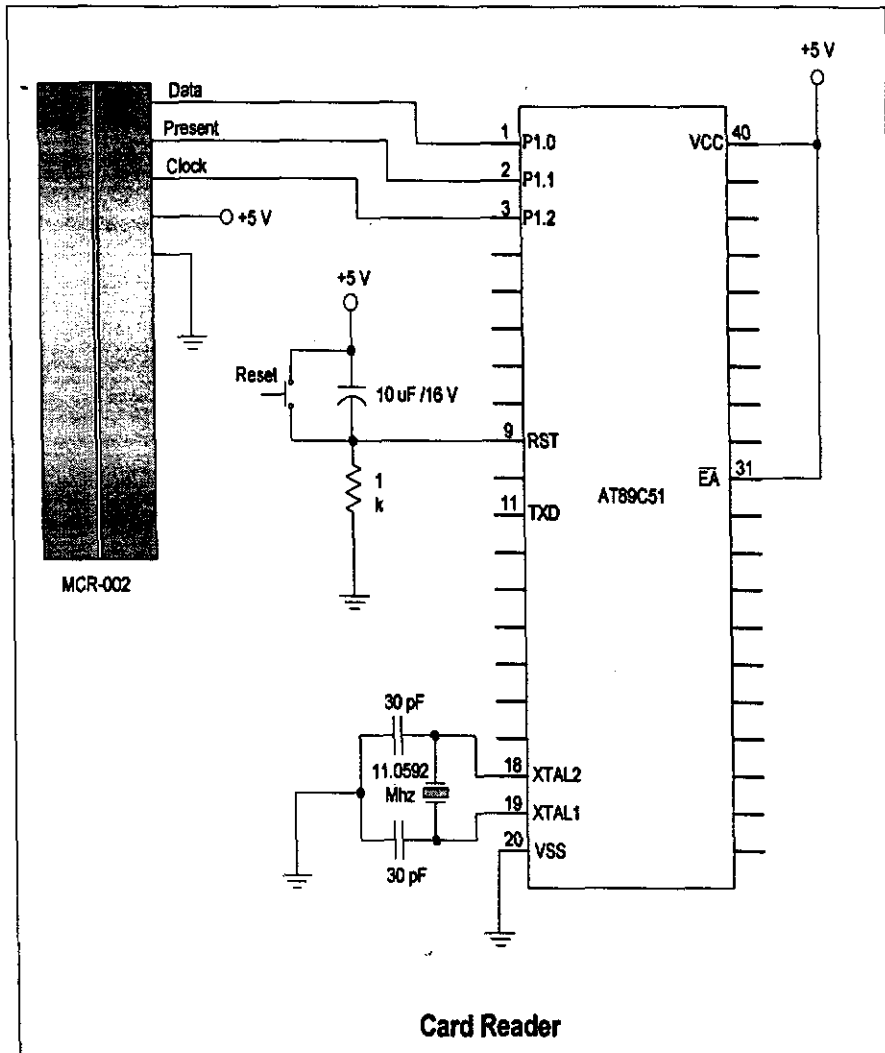 +5 V
Data
Present
Clock
+5 V
1 P1.0
2 P1.1
3 P1.2
VCC 40
+5 V
Reset
10 uF /16 V
9 RST
1
k
11 TXD
AT89C51
EA 31
MCR-002
30 pF
11.0592
Mhz
30 pF
18 XTAL2
19 XTAL1
20 VSS
Card Reader